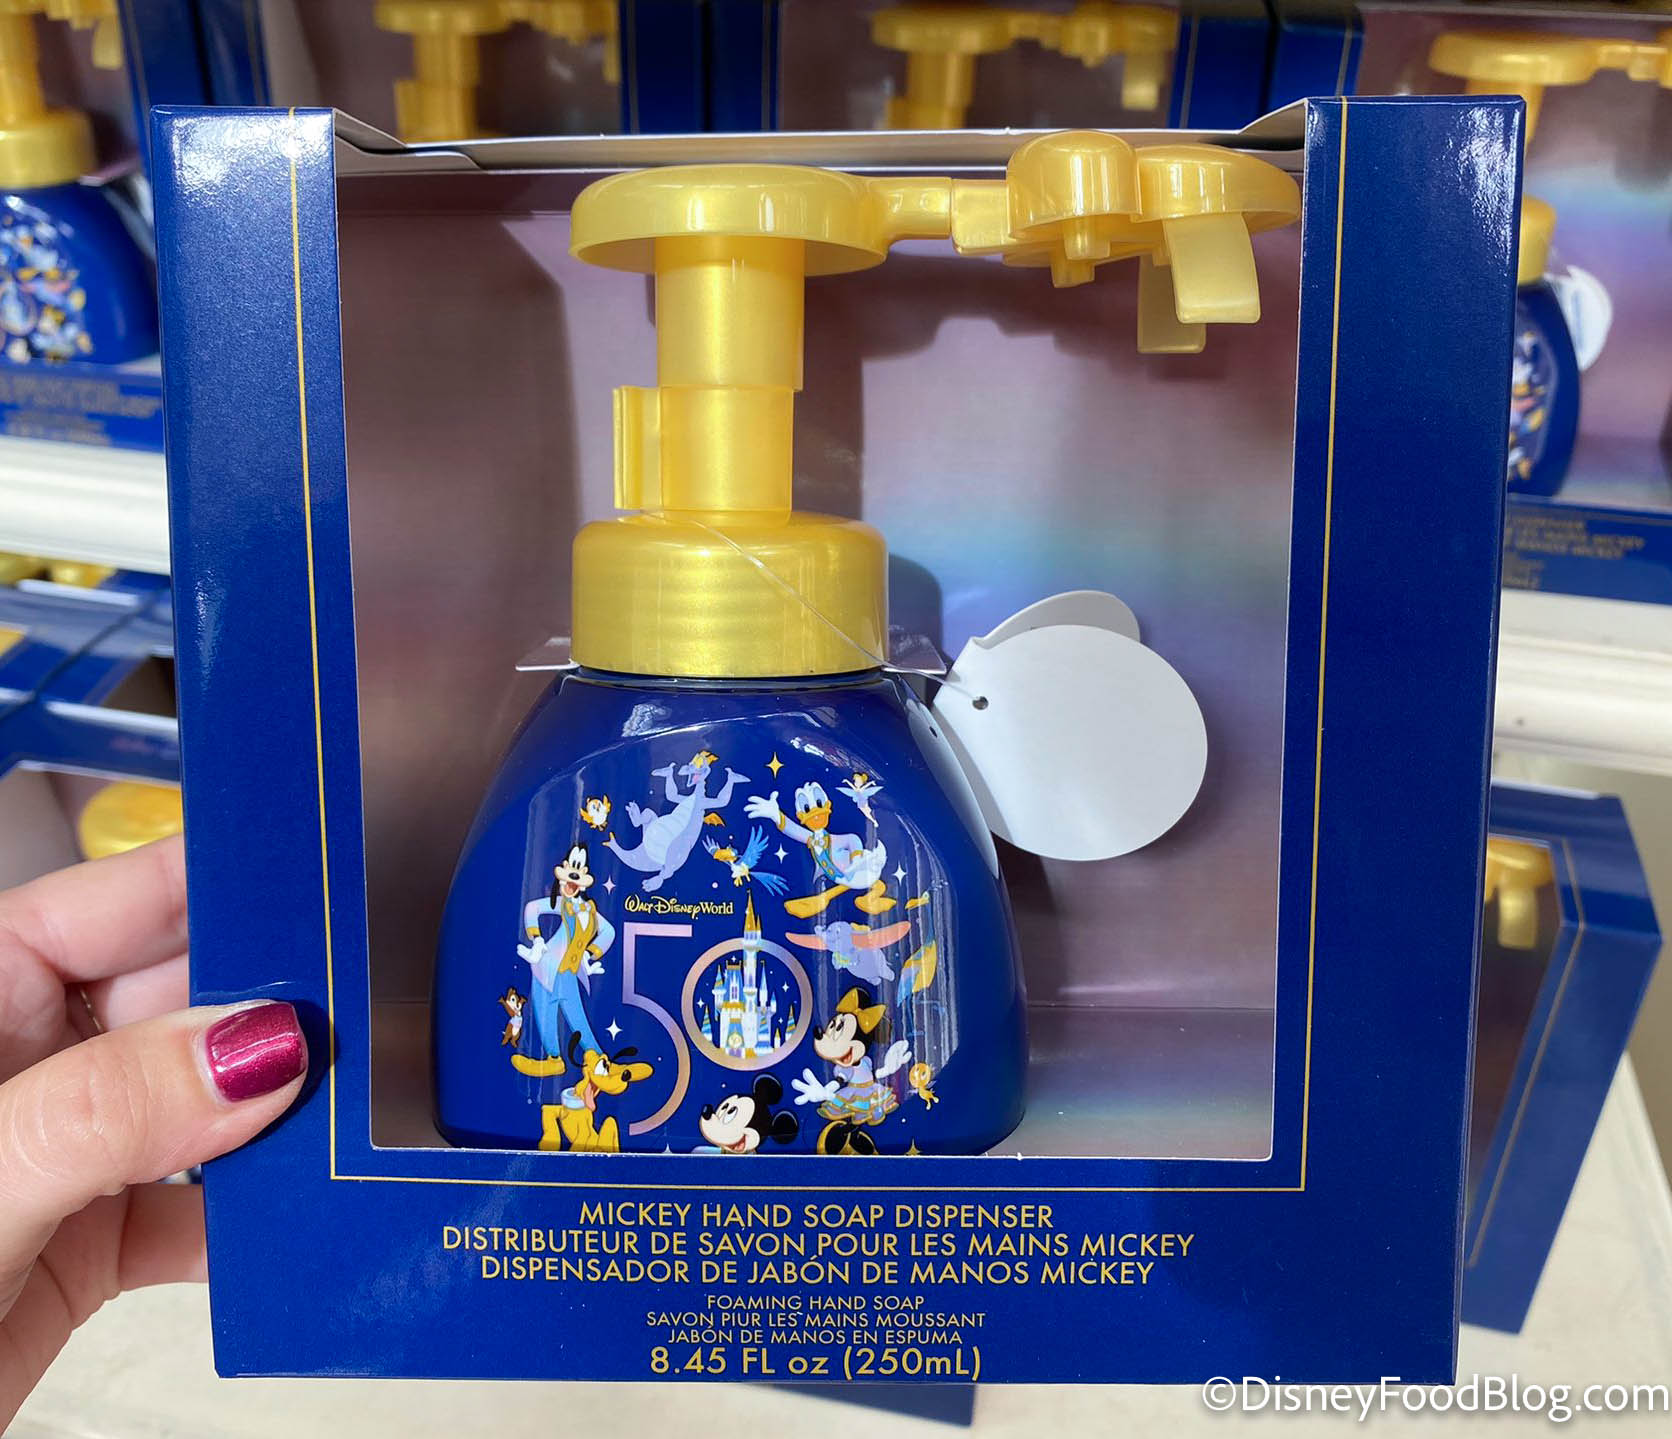 Walt Disney World
50
MICKEY HAND SOAP DISPENSER
DISTRIBUTEUR DE SAVON POUR LES MAINS MICKEY
DISPENSADOR DE JABÓN DE MANOS MICKEY
FOAMING HAND SOAP
SAVON PIUR LES MAINS MOUSSANT
JABÓN DE MANOS EN ESPUMA
8.45 FL oz (250mL)
©DisneyFoodBlog.com